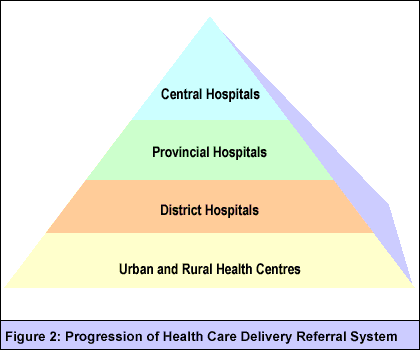 Central Hospitals
Provincial Hospitals
District Hospitals
Urban and Rural Health Centres
Figure 2: Progression of Health Care Delivery Referral System